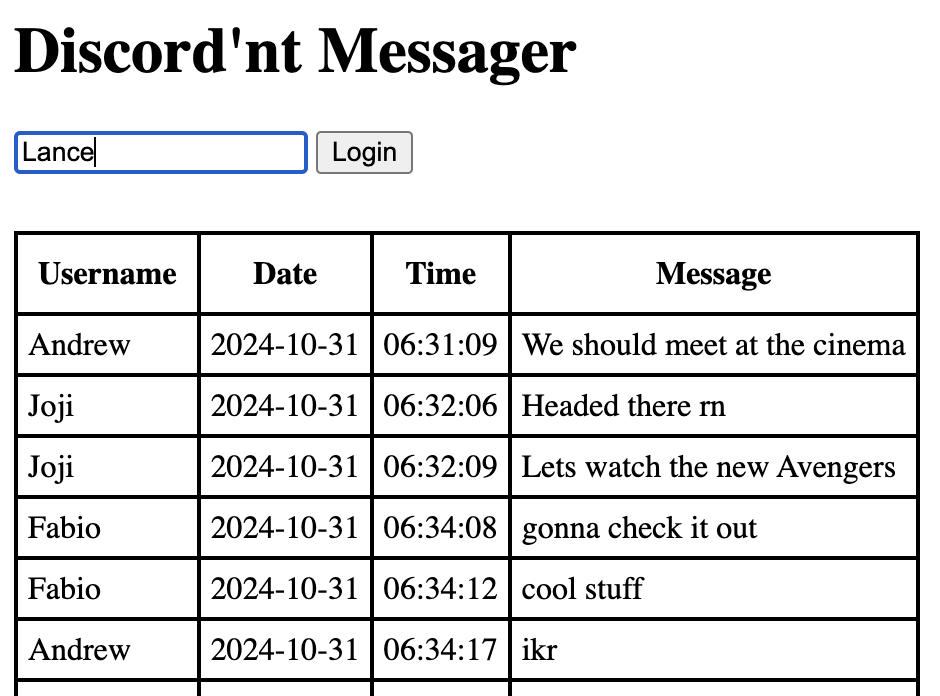 Discord'nt Messager
Lance Login
Username Date Time Message
Andrew 2024-10-31 06:31:09 We should meet at the cinema
Joji 2024-10-31 06:32:06 Headed there rn
Joji 2024-10-31 06:32:09 Lets watch the new Avengers
Fabio 2024-10-31 06:34:08 gonna check it out
Fabio 2024-10-31 06:34:12 cool stuff
Andrew 2024-10-31 06:34:17 ikr